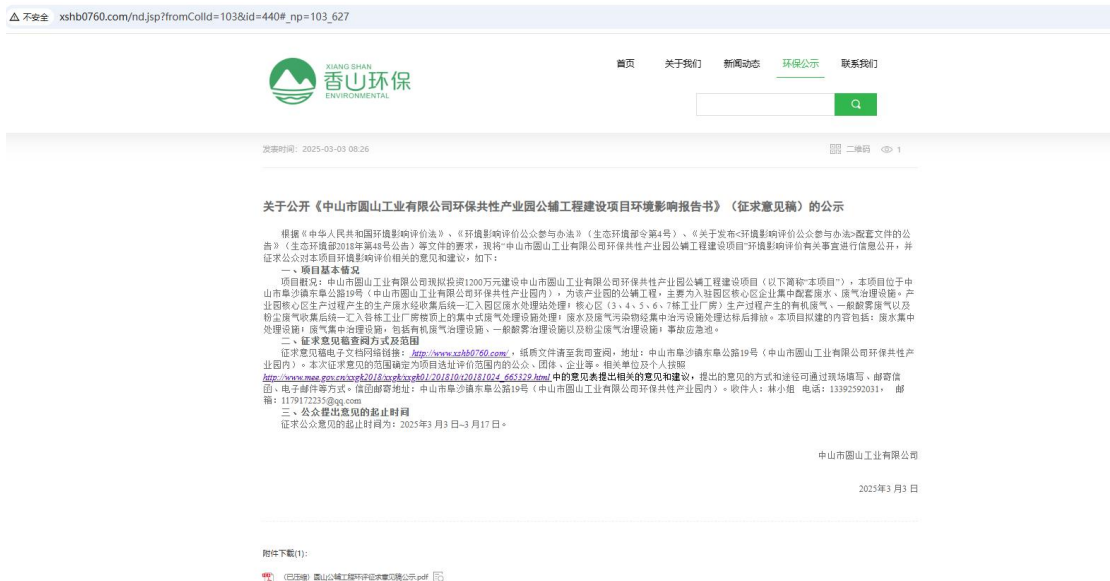 不安全 xshb0760.com/nd.jsp?fromColId=103&id=440#_np=103_627
XIANG SHAN
香山环保
ENVIRONMENTAL
首页 关于我们 新闻动态 环保公示 联系我们
发表时间：2025-03-03 08:26
二维码 1
关于公开《中山市圆山工业有限公司环保共性产业园公辅工程建设项目环境影响报告书》（征求意见稿）的公示
根据《中华人民共和国环境影响评价法》、《环境影响评价公众参与办法》（生态环境部令第4号）、《关于发布<环境影响评价公众参与办法>配套文件的公
告》（生态环境部2018年第48号公告）等文件的要求，现将“中山市圆山工业有限公司环保共性产业园公辅工程建设项目”环境影响评价有关事宜进行信息公开，并
征求公众对本项目环境影响评价相关的意见和建议，如下：
一、项目基本情况
项目概况：中山市圆山工业有限公司现拟投资1200万元建设中山市圆山工业有限公司环保共性产业园公辅工程建设项目（以下简称“本项目”），本项目位于中
山市阜沙镇东阜公路19号（中山市圆山工业有限公司环保共性产业园内），为该产业园的公辅工程，主要为入驻园区核心区企业集中配套废水、废气治理设施。产
业园核心区生产过程产生的生产废水经收集后统一汇入园区废水处理站处理；核心区（3、4、5、6、7栋工业厂房）生产过程产生的有机废气、一般酸雾废气以及
粉尘废气收集后统一汇入各栋工业厂房楼顶上的集中式废气处理设施处理；废水及废气污染物经集中治污设施处理达标后排放。本项目拟建的内容包括：废水集中
处理设施；废气集中治理设施，包括有机废气治理设施、一般酸雾治理设施以及粉尘废气治理设施；事故应急池。
二、征求意见稿查阅方式及范围
征求意见稿电子文档网络链接：http://www.xshb0760.com/，纸质文件请至我司查阅，地址：中山市阜沙镇东阜公路19号（中山市圆山工业有限公司环保共性产
业园内）。本次征求意见的范围确定为项目选址评价范围内的公众、团体、企业等。相关单位及个人按照
http://www.mee.gov.cn/xxgk2018/xxgk/xxgk01/201810/t20181024_665329.html中的意见表提出相关的意见和建议，提出的意见的方式和途径可通过现场填写、邮寄信
函、电子邮件等方式。信函邮寄地址：中山市阜沙镇东阜公路19号（中山市圆山工业有限公司环保共性产业园内）。收件人：林小姐 电话：13392592031， 邮
箱：1179172235@qq.com
三、公众提出意见的起止时间
征求公众意见的起止时间为：2025年3月3日~3月17日。
中山市圆山工业有限公司
2025年3月3日
附件下载(1)：
（已压缩）圆山公辅工程环评征求意见稿公示.pdf